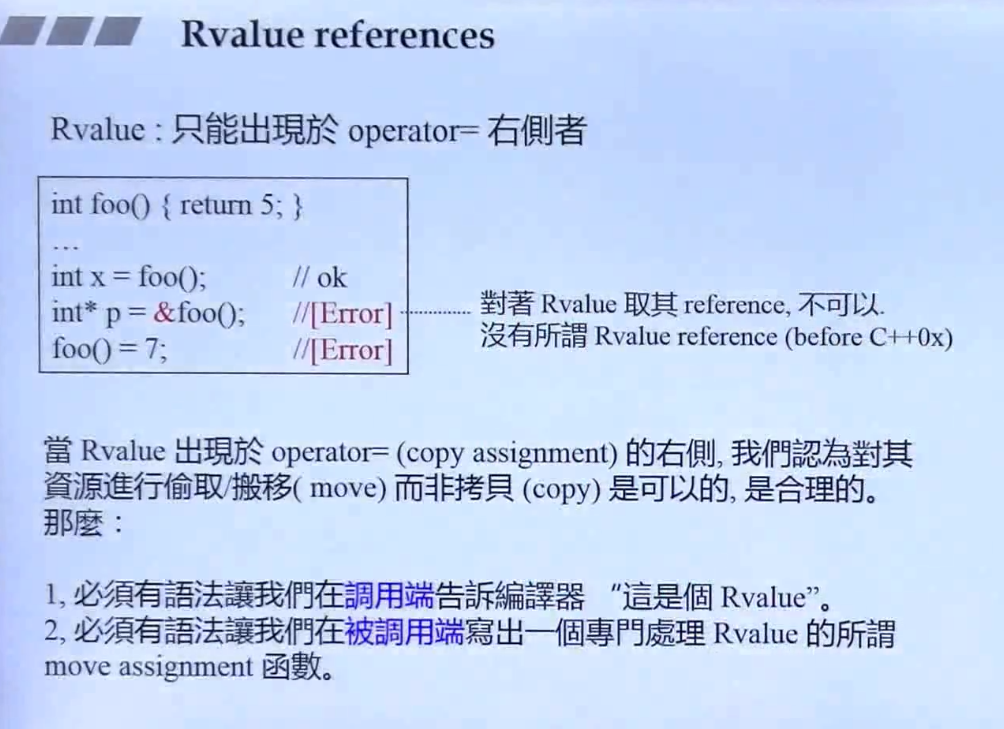 Rvalue references
Rvalue : 只能出現於 operator= 右側者
int foo() { return 5; }
…
int x = foo(); // ok
int* p = &foo(); //[Error]
foo() = 7; //[Error]
對著 Rvalue 取其 reference, 不可以.
沒有所謂 Rvalue reference (before C++0x)
當 Rvalue 出現於 operator= (copy assignment) 的右側, 我們認為對其
資源進行偷取/搬移( move) 而非拷貝 (copy) 是可以的, 是合理的。
那麼：
1, 必須有語法讓我們在調用端告訴編譯器 “這是個 Rvalue”。
2, 必須有語法讓我們在被調用端寫出一個專門處理 Rvalue 的所謂
move assignment 函數。